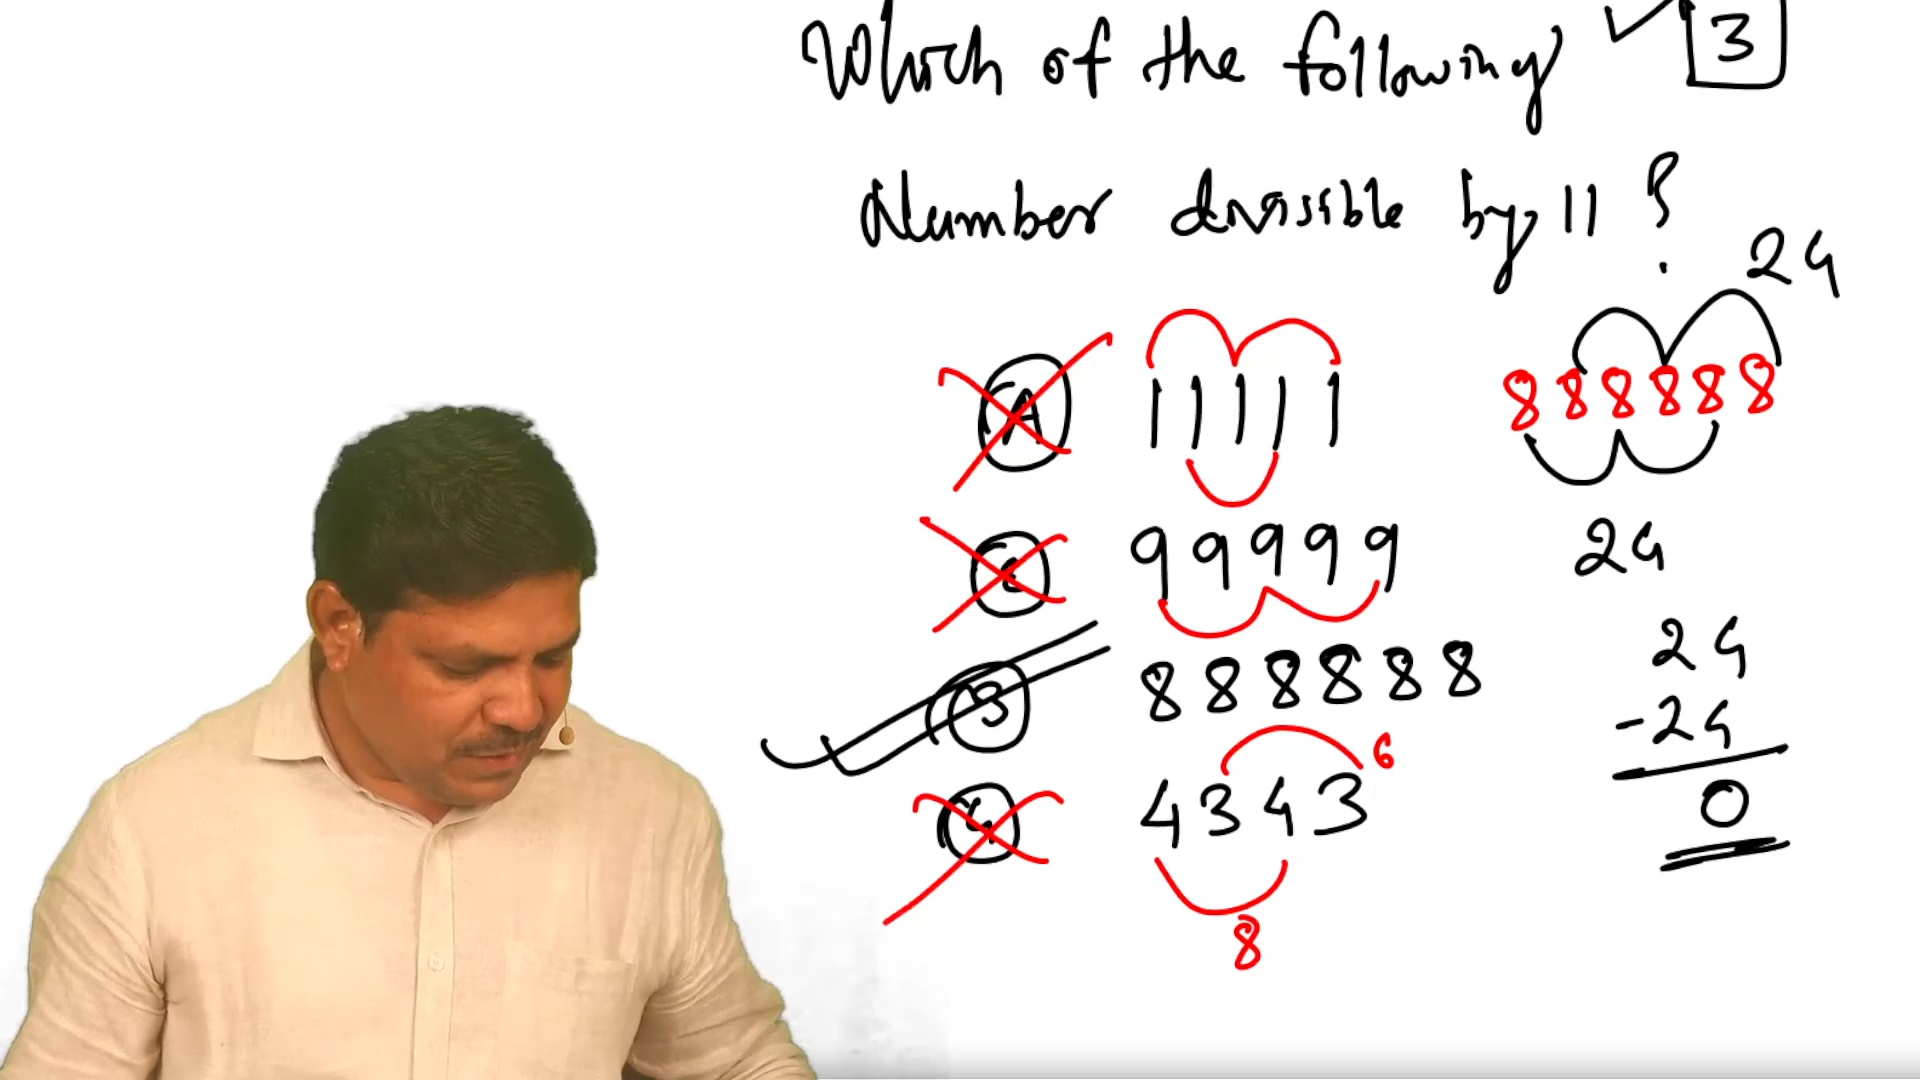 Which of the following ✓ 3
Number divisible by 11 ?
24
A 11111 888888
2 99999 24
3 888888 24
-24
6
4 4343 0
8